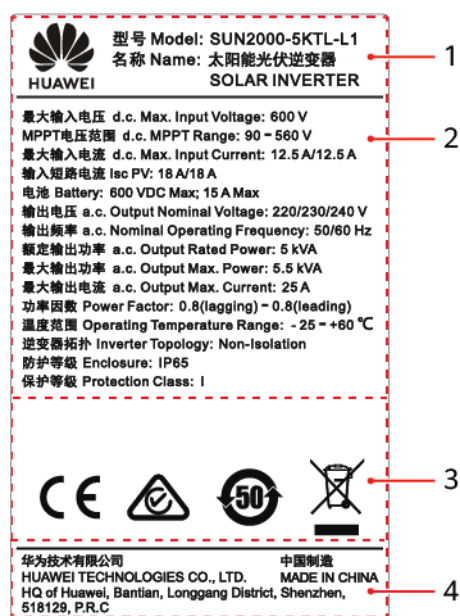 HUAWEI
型号 Model: SUN2000-5KTL-L1
名称 Name: 太阳能光伏逆变器
SOLAR INVERTER
1
最大输入电压 d.c. Max. Input Voltage: 600 V
MPPT电压范围 d.c. MPPT Range: 90 - 560 V
2
最大输入电流 d.c. Max. Input Current: 12.5 A/12.5 A
输入短路电流 Isc PV: 18 A/18 A
电池 Battery: 600 VDC Max; 15 A Max
输出电压 a.c. Output Nominal Voltage: 220/230/240 V
输出频率 a.c. Nominal Operating Frequency: 50/60 Hz
额定输出功率 a.c. Output Rated Power: 5 kVA
最大输出功率 a.c. Output Max. Power: 5.5 kVA
最大输出电流 a.c. Output Max. Current: 25 A
功率因数 Power Factor: 0.8(lagging) - 0.8(leading)
温度范围 Operating Temperature Range: - 25 - +60 ℃
逆变器拓扑 Inverter Topology: Non-Isolation
防护等级 Enclosure: IP65
保护等级 Protection Class: I
CE
50
3
华为技术有限公司 中国制造
HUAWEI TECHNOLOGIES CO., LTD. MADE IN CHINA
HQ of Huawei, Bantian, Longgang District, Shenzhen,
518129, P.R.C
4